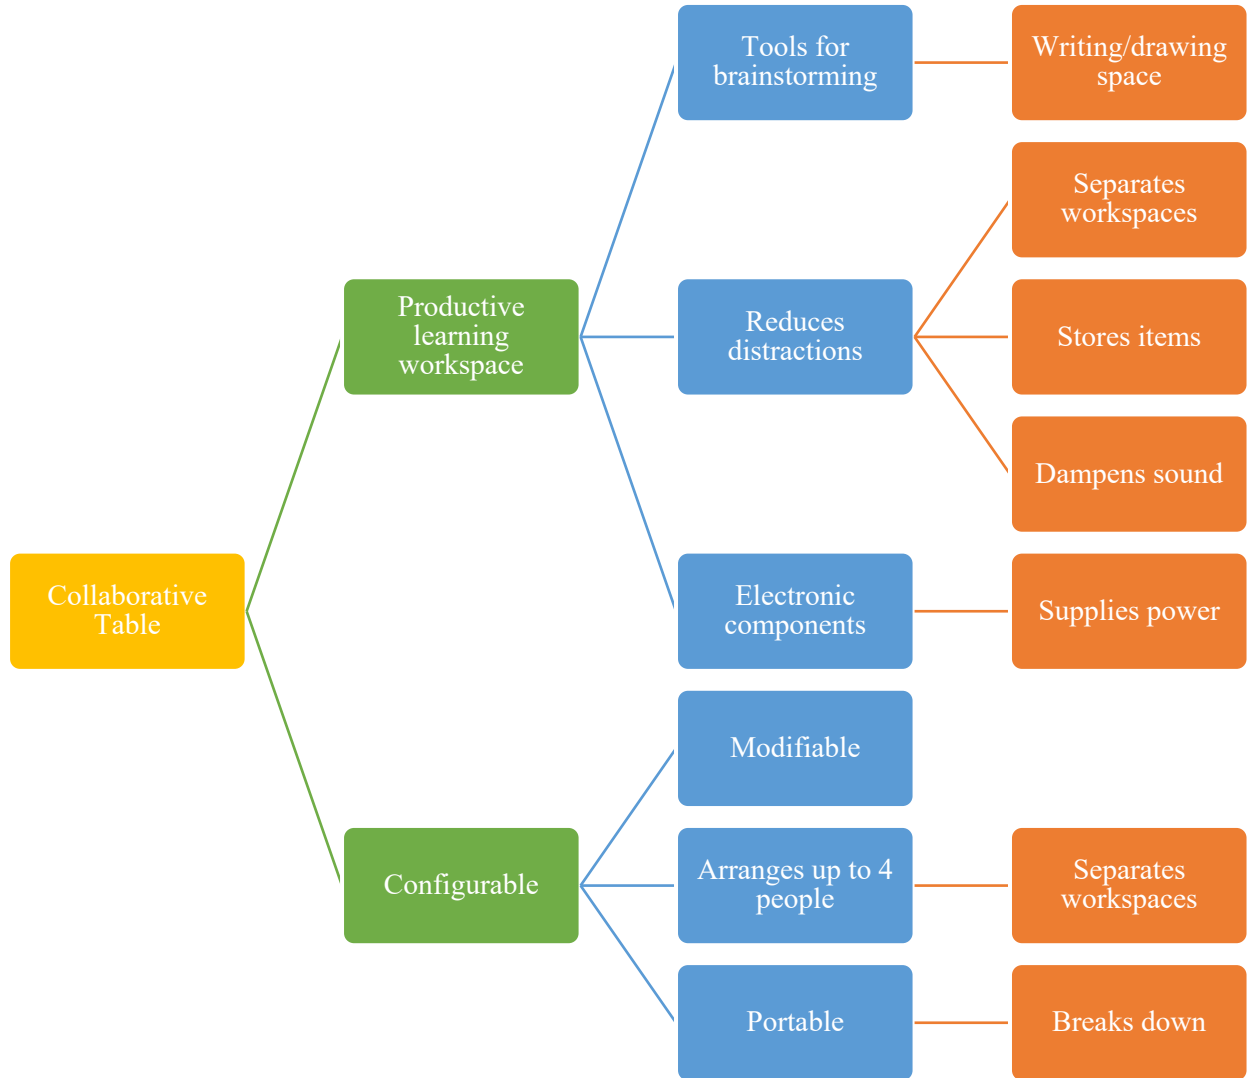 Tools for
brainstorming
Writing/drawing
space
Separates
workspaces
Productive
learning
workspace
Reduces
distractions
Stores items
Dampens sound
Collaborative
Table
Electronic
components
Supplies power
Modifiable
Configurable
Arranges up to 4
people
Separates
workspaces
Portable
Breaks down